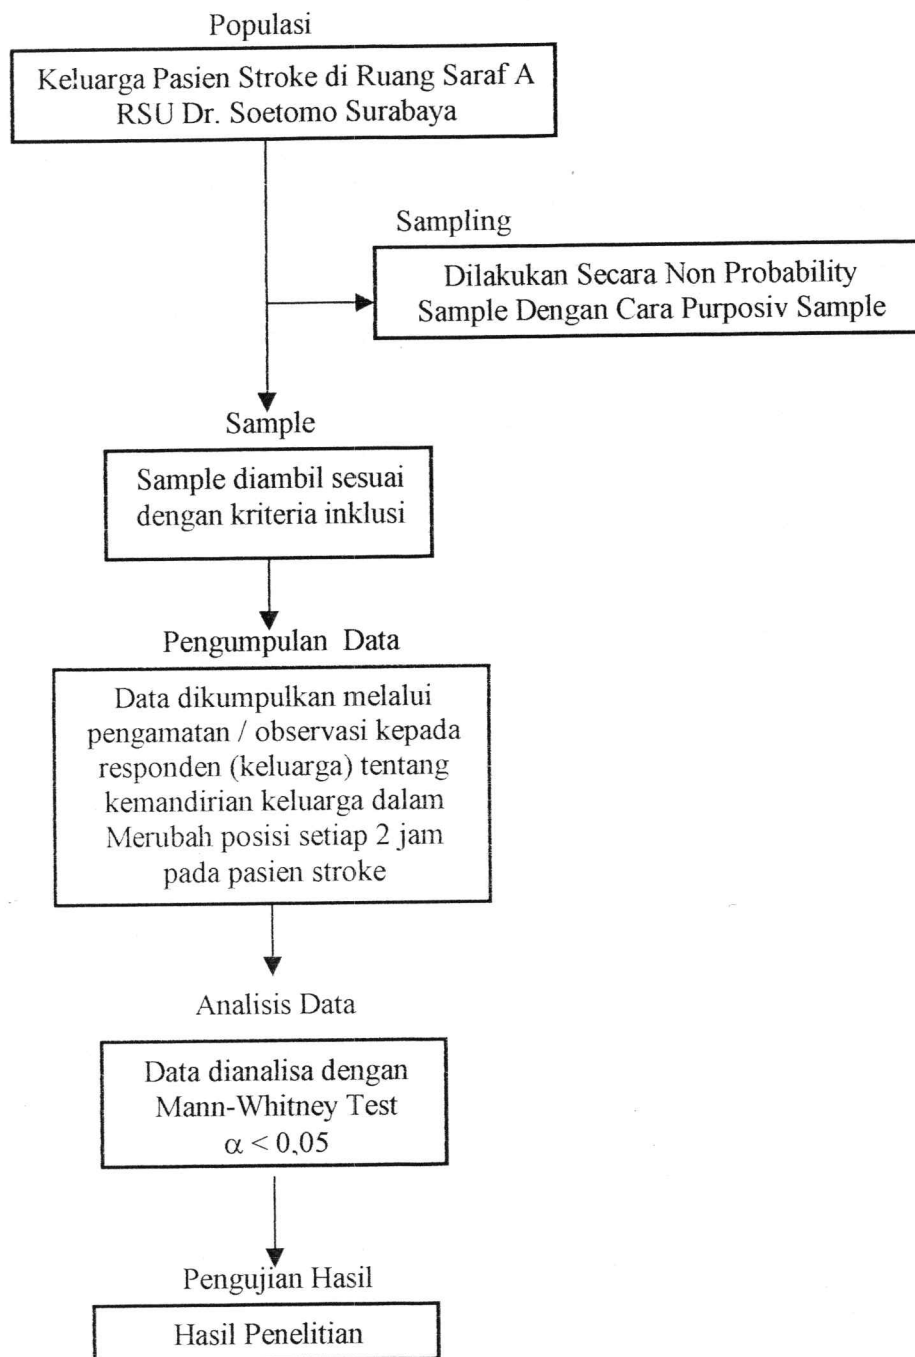 Populasi
Keluarga Pasien Stroke di Ruang Saraf A
RSU Dr. Soetomo Surabaya
Sampling
Dilakukan Secara Non Probability
Sample Dengan Cara Purposiv Sample
Sample
Sample diambil sesuai
dengan kriteria inklusi
Pengumpulan Data
Data dikumpulkan melalui
pengamatan / observasi kepada
responden (keluarga) tentang
kemandirian keluarga dalam
Merubah posisi setiap 2 jam
pada pasien stroke
Analisis Data
Data dianalisa dengan
Mann-Whitney Test
α < 0,05
Pengujian Hasil
Hasil Penelitian